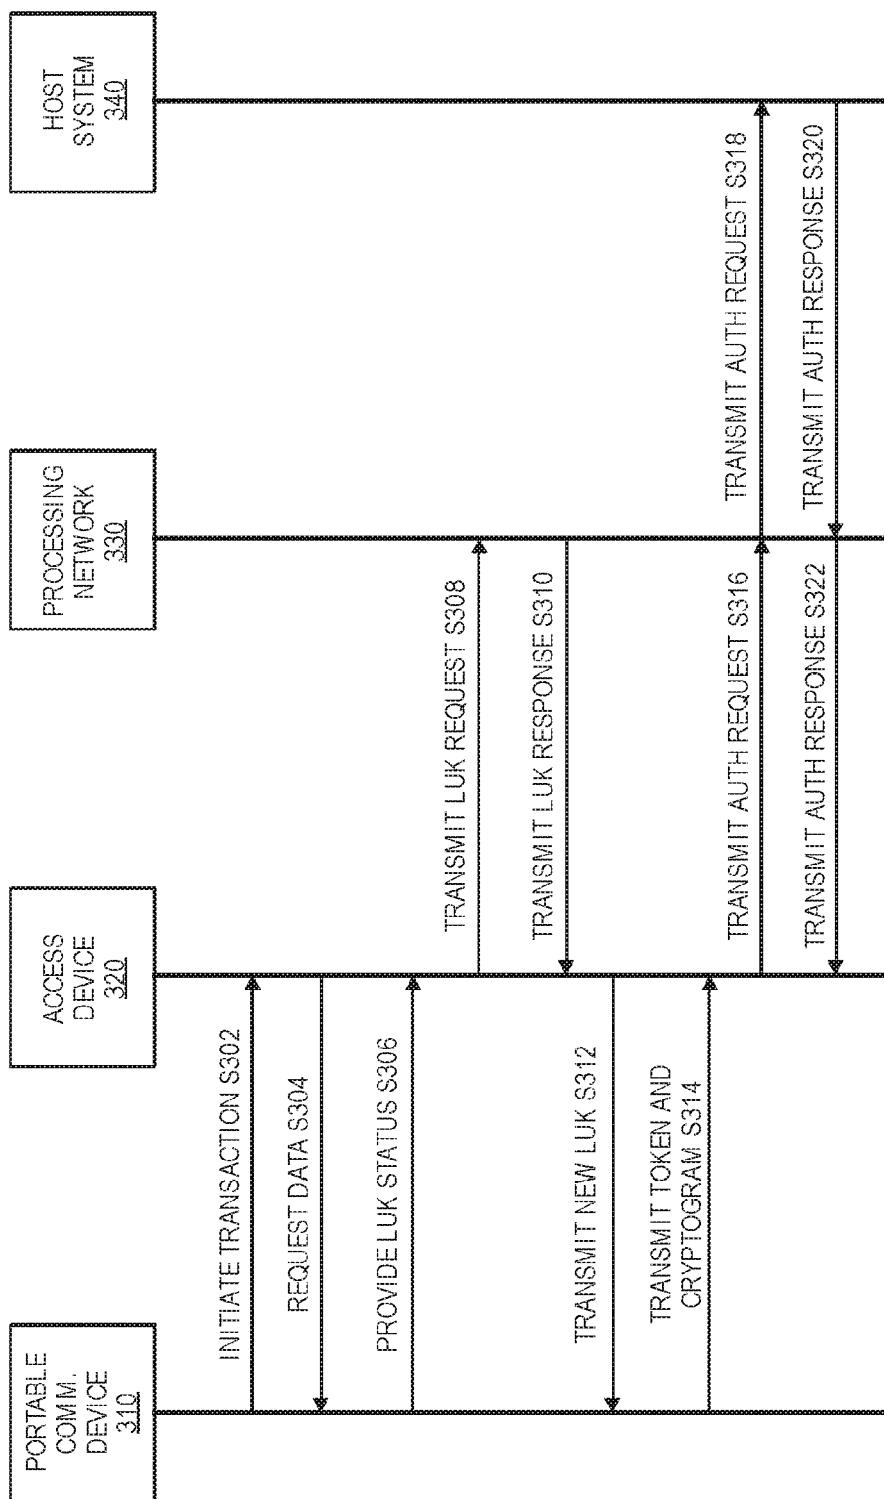 PORTABLE
COMM.
DEVICE
310
ACCESS
DEVICE
320
PROCESSING
NETWORK
330
HOST
SYSTEM
340
INITIATE TRANSACTION S302
REQUEST DATA S304
PROVIDE LUK STATUS S306
TRANSMIT LUK REQUEST S308
TRANSMIT LUK RESPONSE S310
TRANSMIT NEW LUK S312
TRANSMIT TOKEN AND
CRYPTOGRAM S314
TRANSMIT AUTH REQUEST S316
TRANSMIT AUTH REQUEST S318
TRANSMIT AUTH RESPONSE S320
TRANSMIT AUTH RESPONSE S322